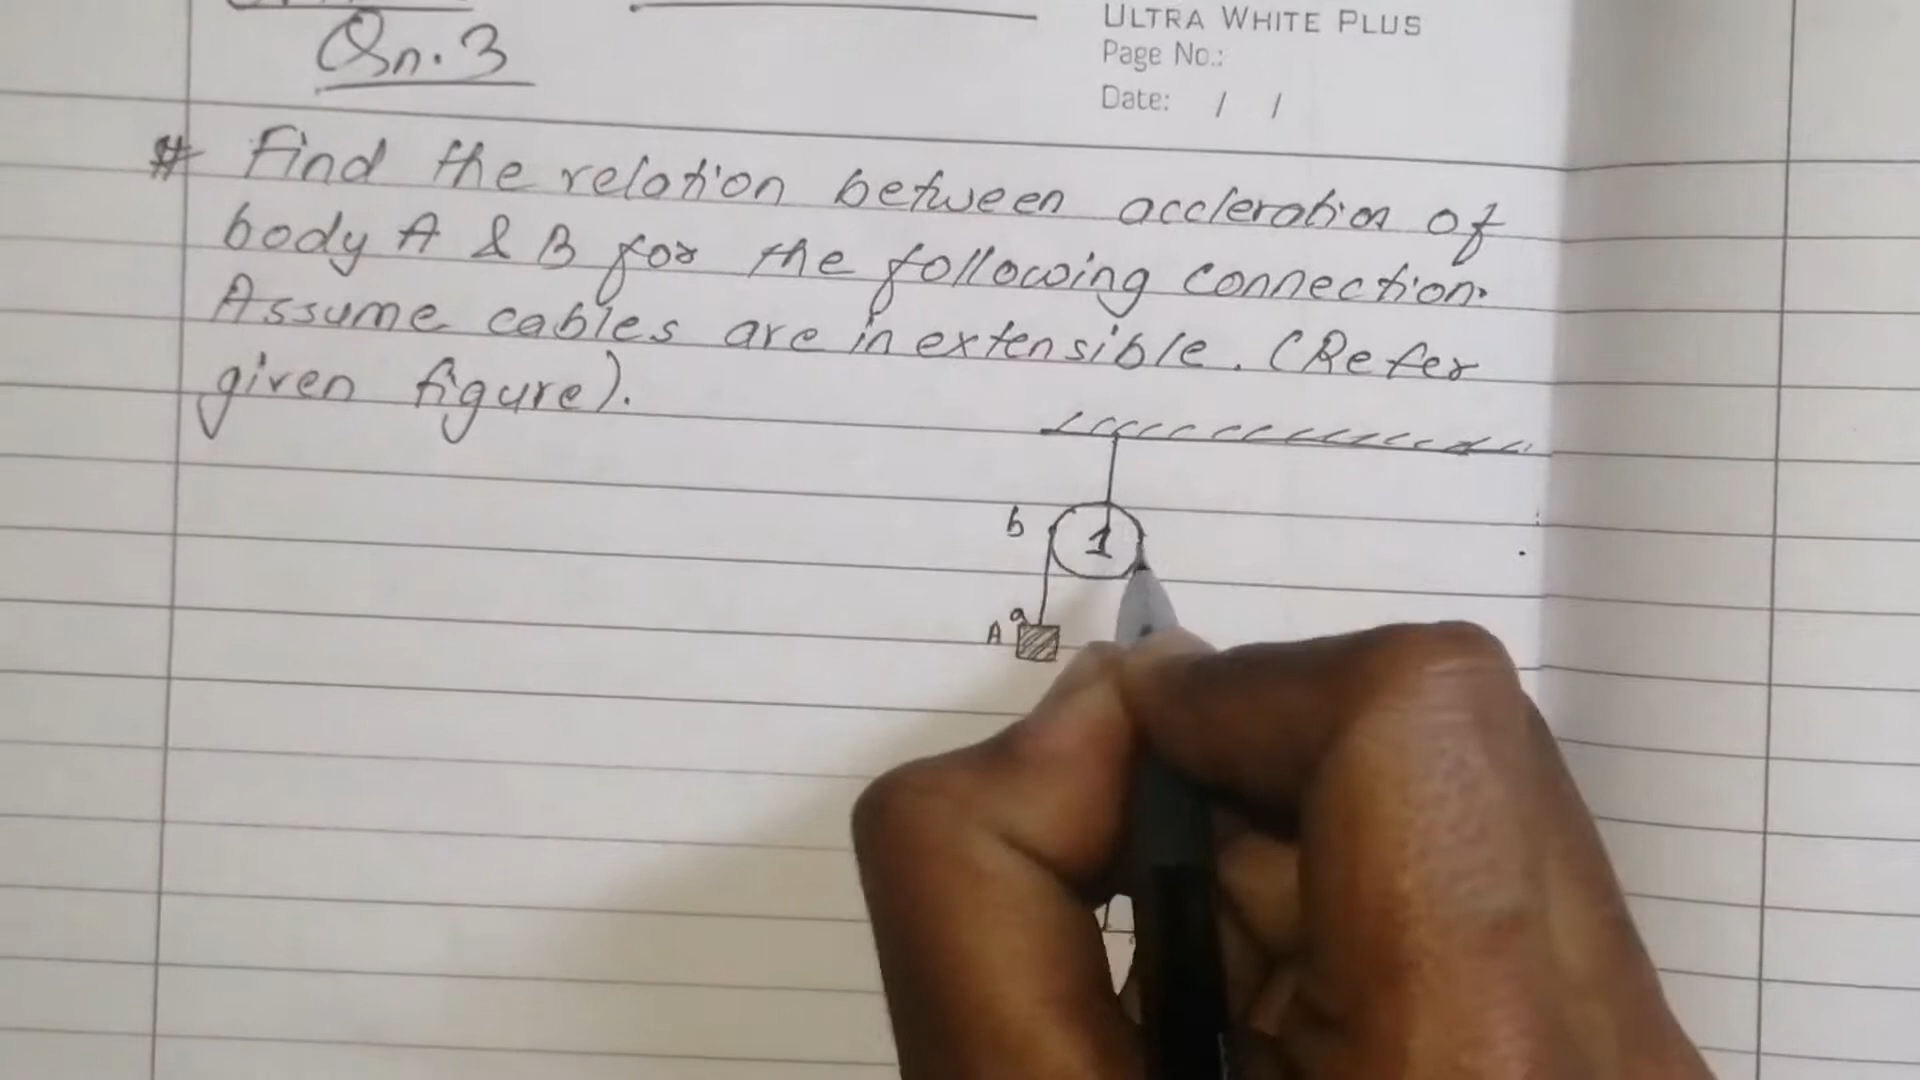 Qn. 3
ULTRA WHITE PLUS
Page No.:
Date: / /
# Find the relation between accleration of
body A & B for the following connection.
Assume cables are inextensible. (Refer
given figure).
b
1
a
A